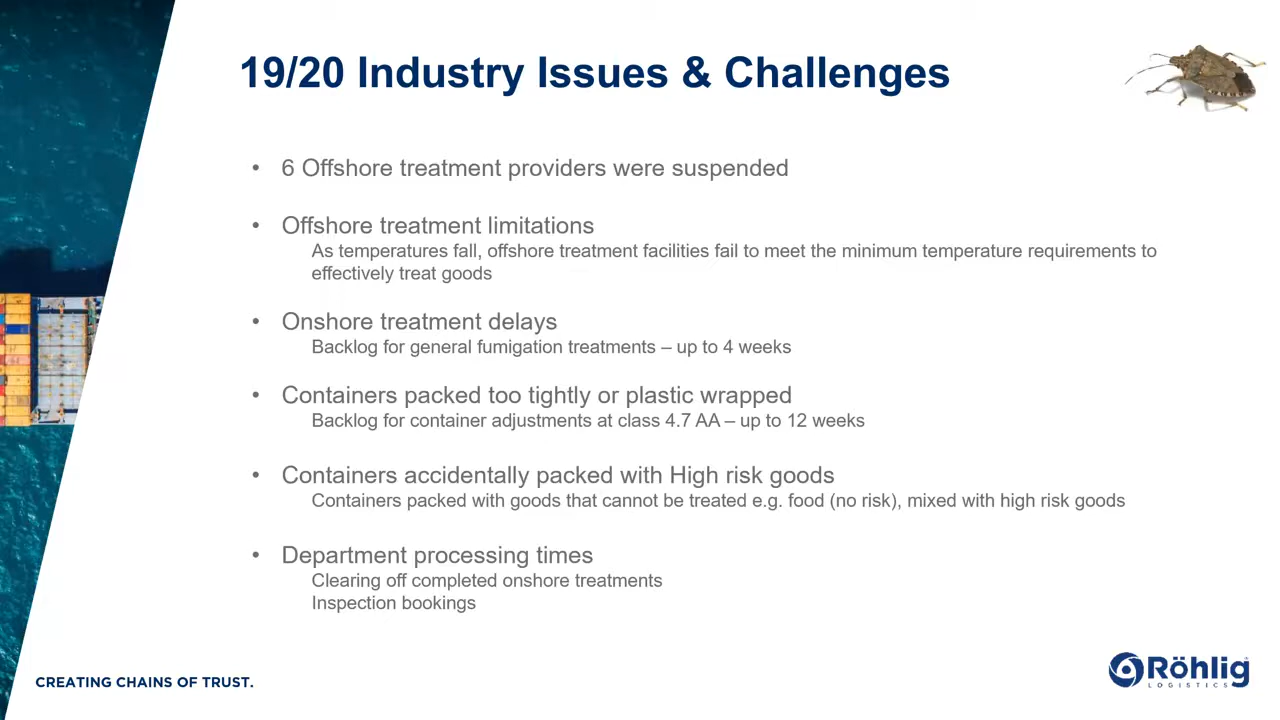 19/20 Industry Issues & Challenges
• 6 Offshore treatment providers were suspended
• Offshore treatment limitations
As temperatures fall, offshore treatment facilities fail to meet the minimum temperature requirements to
effectively treat goods
• Onshore treatment delays
Backlog for general fumigation treatments – up to 4 weeks
• Containers packed too tightly or plastic wrapped
Backlog for container adjustments at class 4.7 AA – up to 12 weeks
• Containers accidentally packed with High risk goods
Containers packed with goods that cannot be treated e.g. food (no risk), mixed with high risk goods
• Department processing times
Clearing off completed onshore treatments
Inspection bookings
CREATING CHAINS OF TRUST.
Röhlig
LOGISTICS